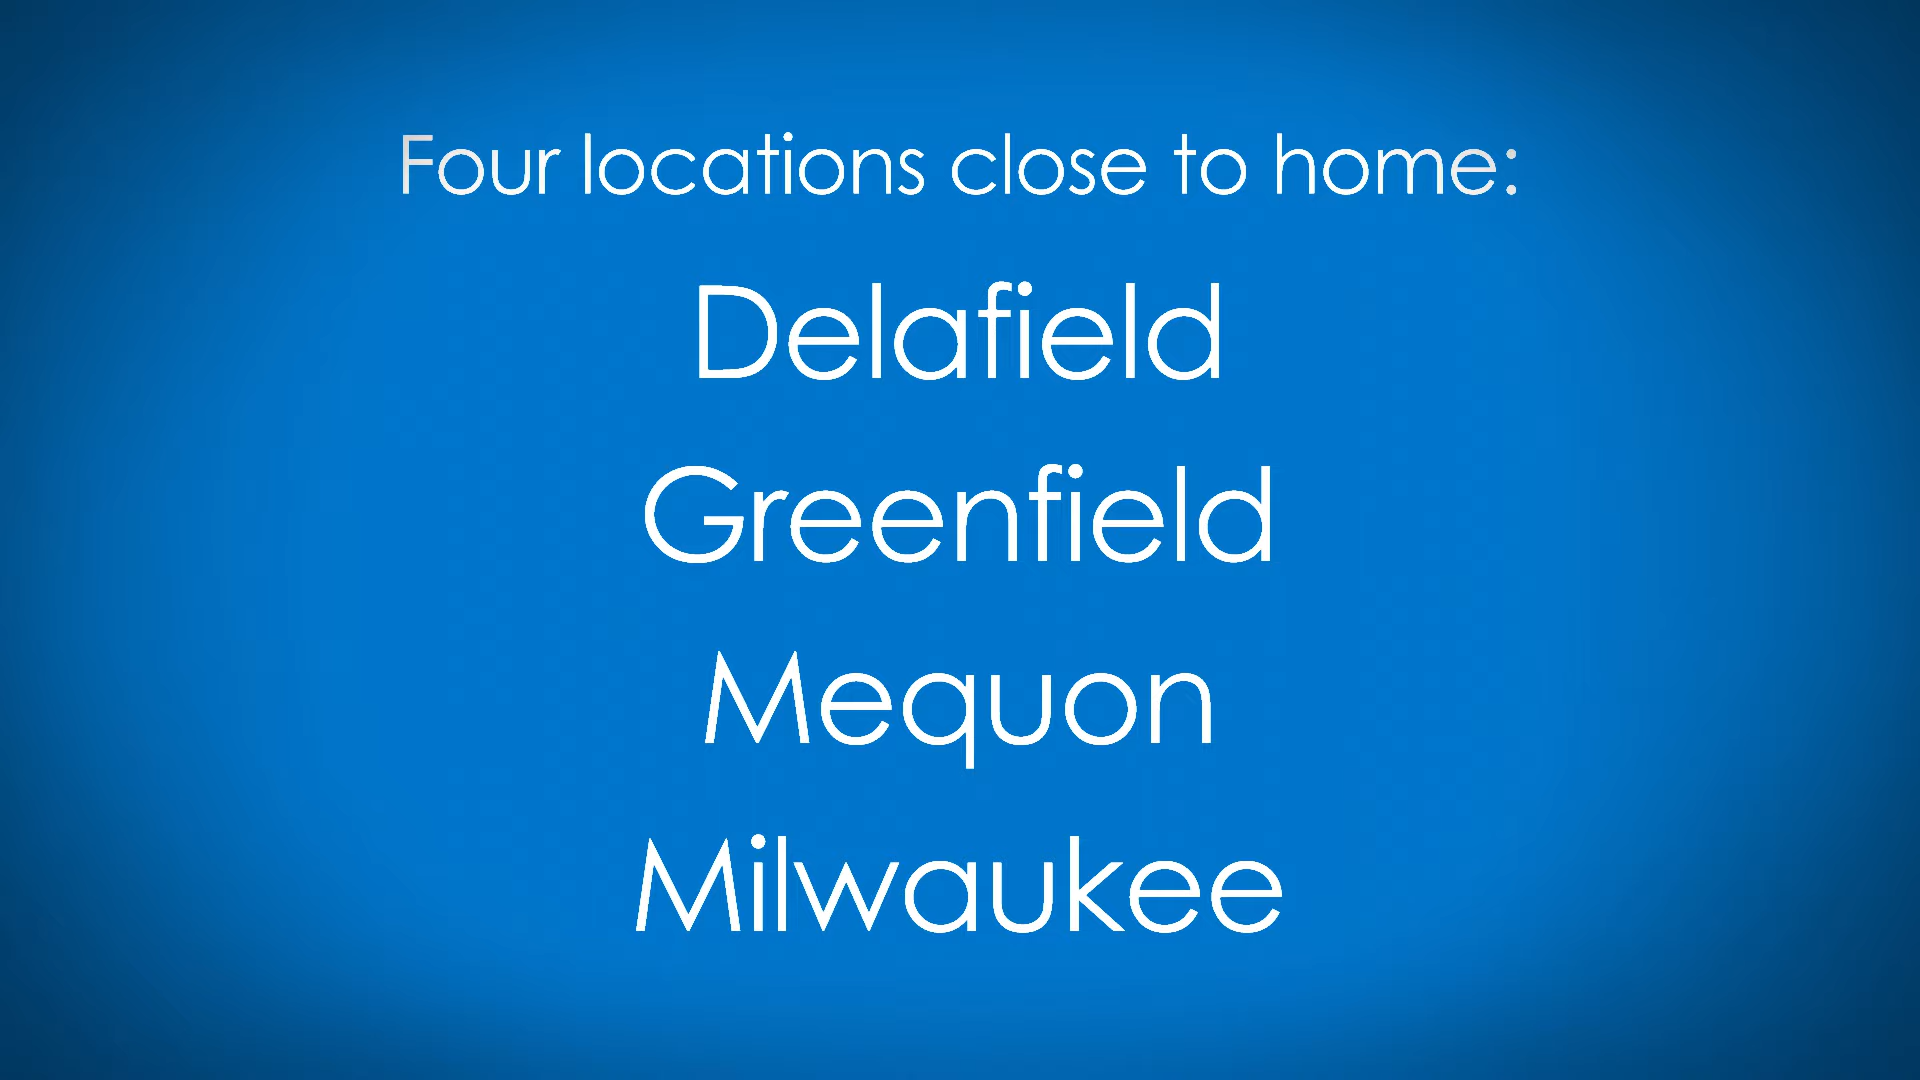 Four locations close to home:
Delafield
Greenfield
Mequon
Milwaukee